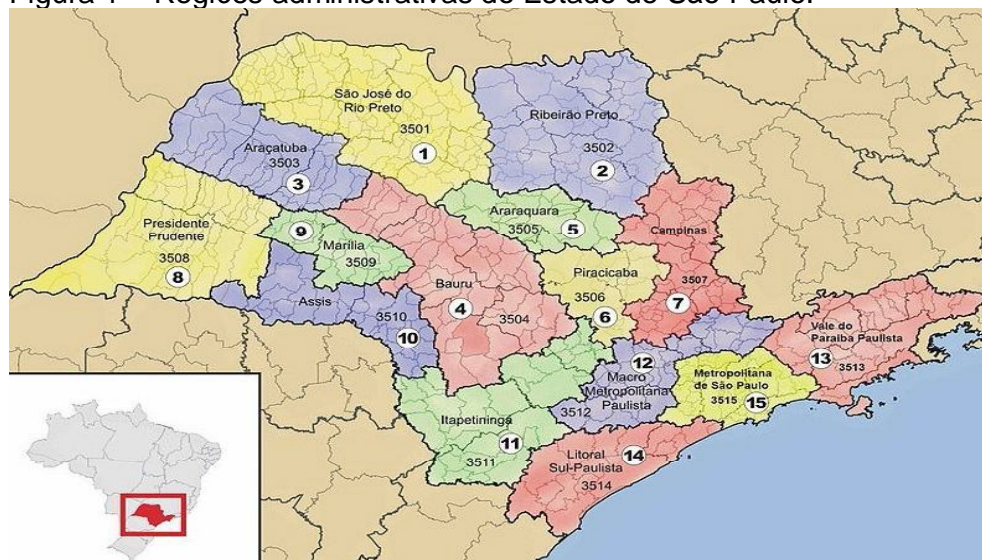 Figura 1 – Regiões administrativas do Estado de São Paulo.
São José do
Rio Preto
3501
1
Ribeirão Preto
3502
2
Araçatuba
3503
3
Araraquara
3505
5
Campinas
3507
7
Presidente
Prudente
3508
8
9
Marília
3509
Bauru
4
3504
Piracicaba
3506
6
Assis
3510
10
12
Macro
Metropolitana
Paulista
3512
Vale do
Paraíba Paulista
13
3513
Metropolitana
de São Paulo
3515
15
Itapetininga
11
3511
Litoral
Sul-Paulista
14
3514